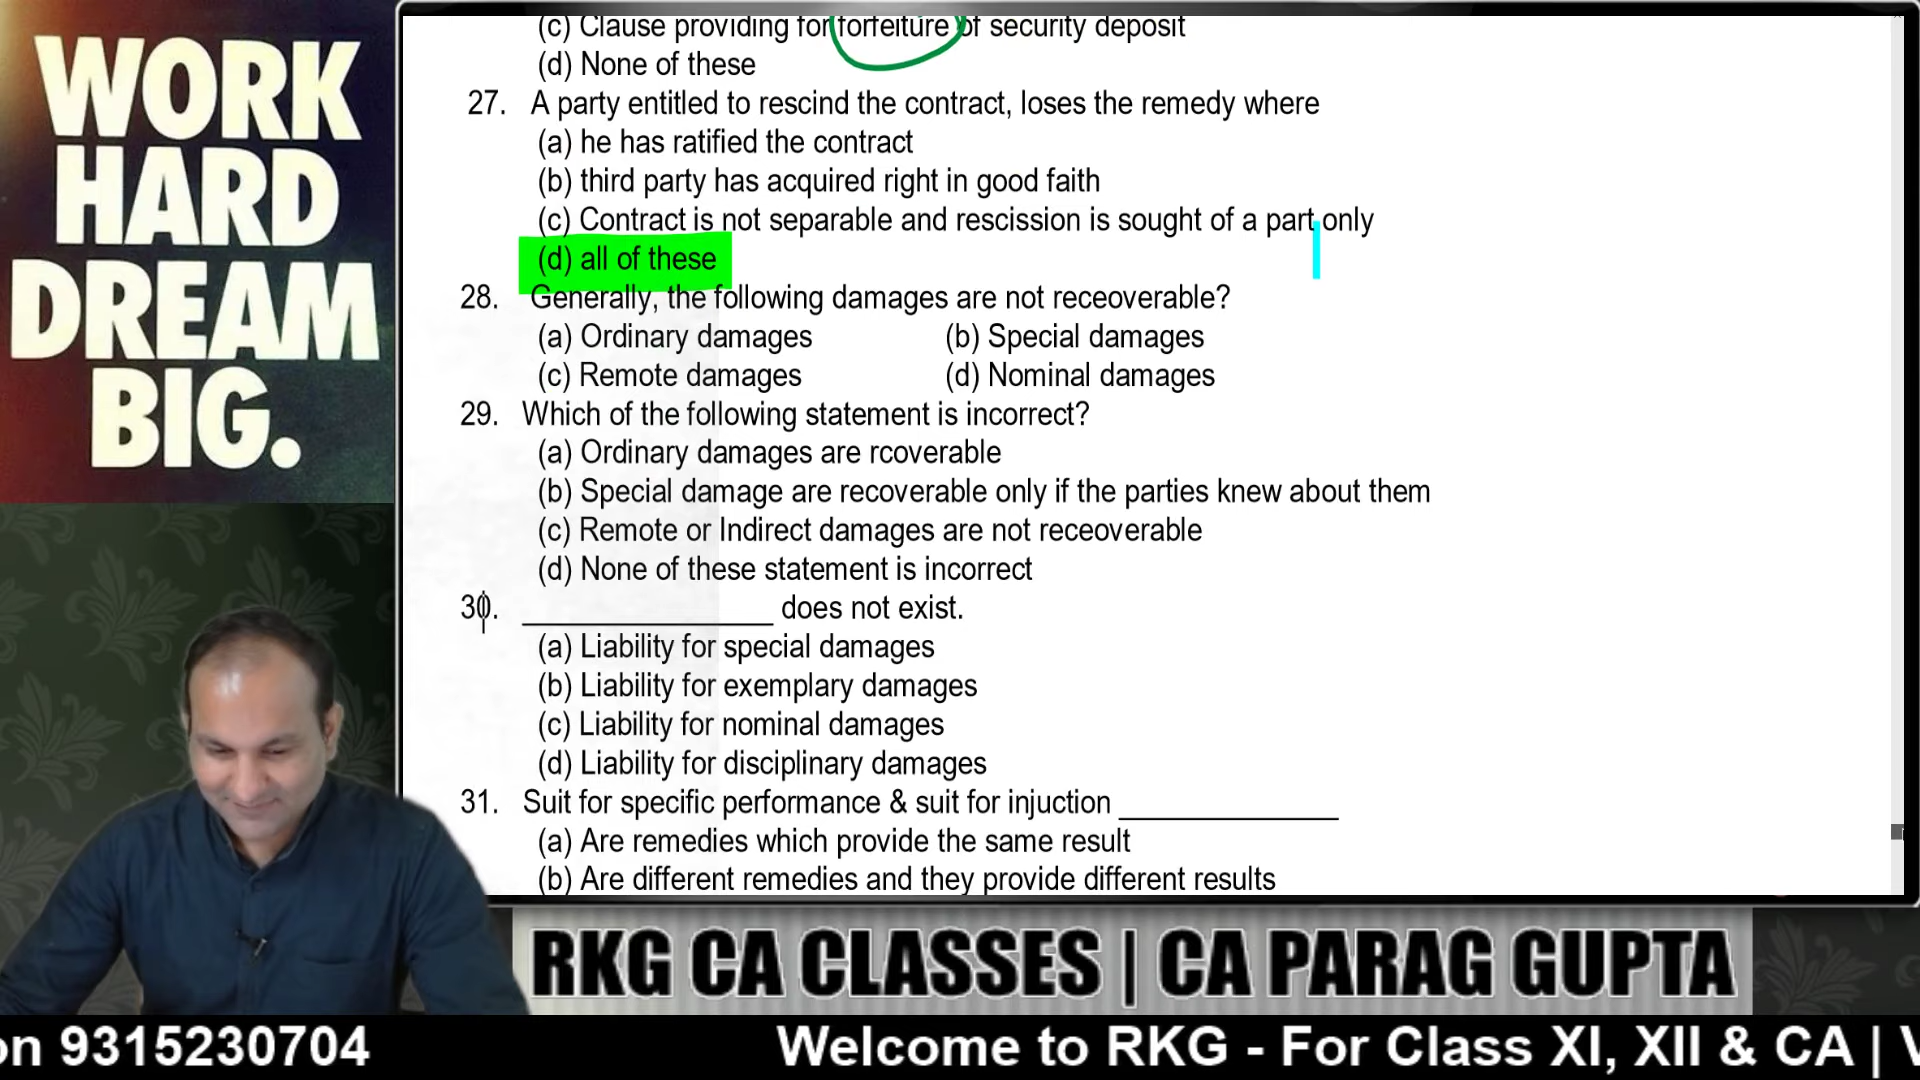 WORK
HARD
DREAM
BIG.
(c) Clause providing for forfeiture of security deposit
(d) None of these
27. A party entitled to rescind the contract, loses the remedy where
(a) he has ratified the contract
(b) third party has acquired right in good faith
(c) Contract is not separable and rescission is sought of a part only
(d) all of these
28. Generally, the following damages are not receoverable?
(a) Ordinary damages (b) Special damages
(c) Remote damages (d) Nominal damages
29. Which of the following statement is incorrect?
(a) Ordinary damages are rcoverable
(b) Special damage are recoverable only if the parties knew about them
(c) Remote or Indirect damages are not receoverable
(d) None of these statement is incorrect
30. ________________ does not exist.
(a) Liability for special damages
(b) Liability for exemplary damages
(c) Liability for nominal damages
(d) Liability for disciplinary damages
31. Suit for specific performance & suit for injuction ______________
(a) Are remedies which provide the same result
(b) Are different remedies and they provide different results
RKG CA CLASSES | CA PARAG GUPTA
on 9315230704 Welcome to RKG - For Class XI, XII & CA | V